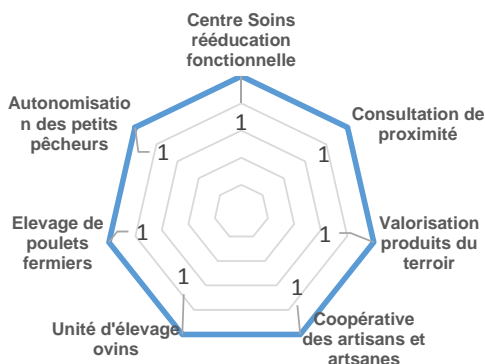 Centre Soins
rééducation
fonctionnelle
Consultation de
proximité
Valorisation
produits du
terroir
Coopérative
des artisans et
artsanes
Unité d'élevage
ovins
Elevage de
poulets
fermiers
Autonomisatio
n des petits
pêcheurs
1
1
1
1
1
1
1